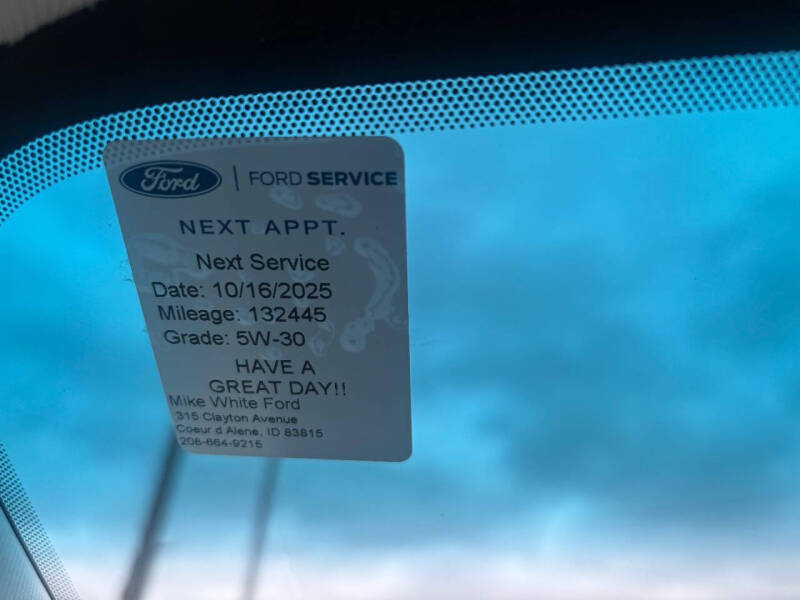 Ford | FORD SERVICE
NEXT APPT.
Next Service
Date: 10/16/2025
Mileage: 132445
Grade: 5W-30
HAVE A
GREAT DAY!!
Mike White Ford
315 Clayton Avenue
Coeur d Alene, ID 83815
208-664-9215